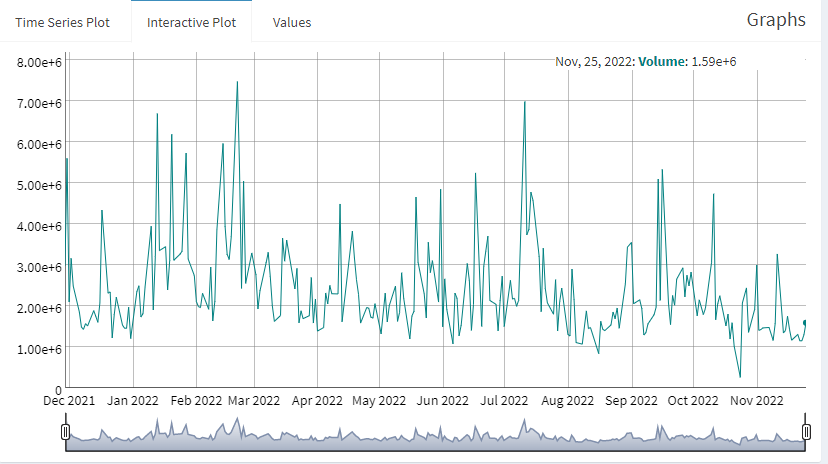 Time Series Plot Interactive Plot Values Graphs
Nov, 25, 2022: Volume: 1.59e+6
8.00e+6
7.00e+6
6.00e+6
5.00e+6
4.00e+6
3.00e+6
2.00e+6
1.00e+6
0
Dec 2021 Jan 2022 Feb 2022 Mar 2022 Apr 2022 May 2022 Jun 2022 Jul 2022 Aug 2022 Sep 2022 Oct 2022 Nov 2022